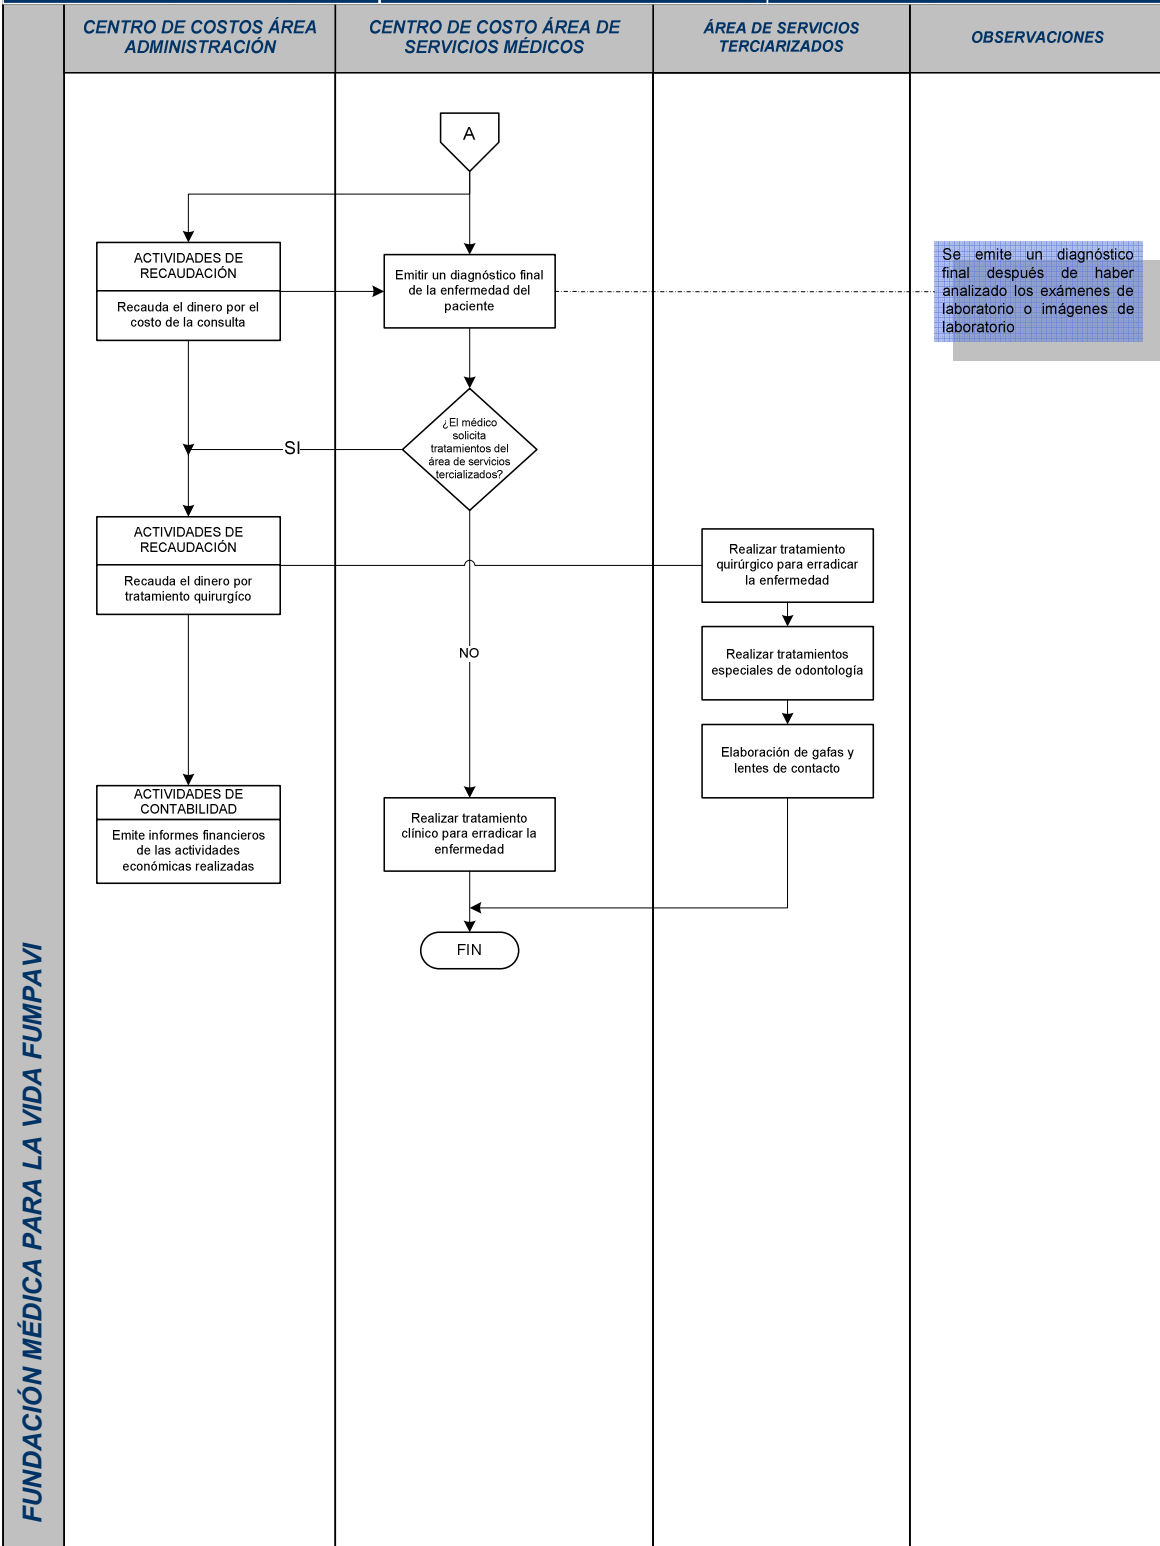 CENTRO DE COSTOS ÁREA
ADMINISTRACIÓN
CENTRO DE COSTO ÁREA DE
SERVICIOS MÉDICOS
ÁREA DE SERVICIOS
TERCIARIZADOS
OBSERVACIONES
A
ACTIVIDADES DE
RECAUDACIÓN
Recauda el dinero por el
costo de la consulta
Emitir un diagnóstico final
de la enfermedad del
paciente
Se emite un diagnóstico
final después de haber
analizado los exámenes de
laboratorio o imágenes de
laboratorio
¿El médico
solicita
tratamientos del
área de servicios
tercializados?
SI
ACTIVIDADES DE
RECAUDACIÓN
Recauda el dinero por
tratamiento quirurgíco
Realizar tratamiento
quirúrgico para erradicar
la enfermedad
NO
Realizar tratamientos
especiales de odontología
Elaboración de gafas y
lentes de contacto
ACTIVIDADES DE
CONTABILIDAD
Emite informes financieros
de las actividades
económicas realizadas
Realizar tratamiento
clínico para erradicar la
enfermedad
FIN
FUNDACIÓN MÉDICA PARA LA VIDA FUMPAVI